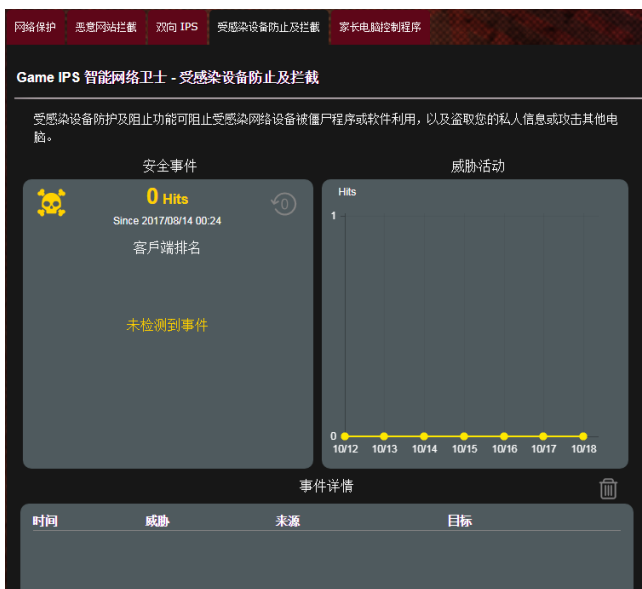 网络保护 恶意网站拦截 双向 IPS 受感染设备防止及拦截 家长电脑控制程序
Game IPS 智能网络卫士 - 受感染设备防止及拦截
受感染设备防护及阻止功能可阻止受感染网络设备被僵尸程序或软件利用，以及盗取您的私人信息或攻击其他电
脑。
安全事件
威胁活动
0 Hits
0
Since 2017/08/14 00:24
客戶端排名
未检测到事件
Hits
1
0
10/12 10/13 10/14 10/15 10/16 10/17 10/18
事件详情
时间 威胁 来源 目标